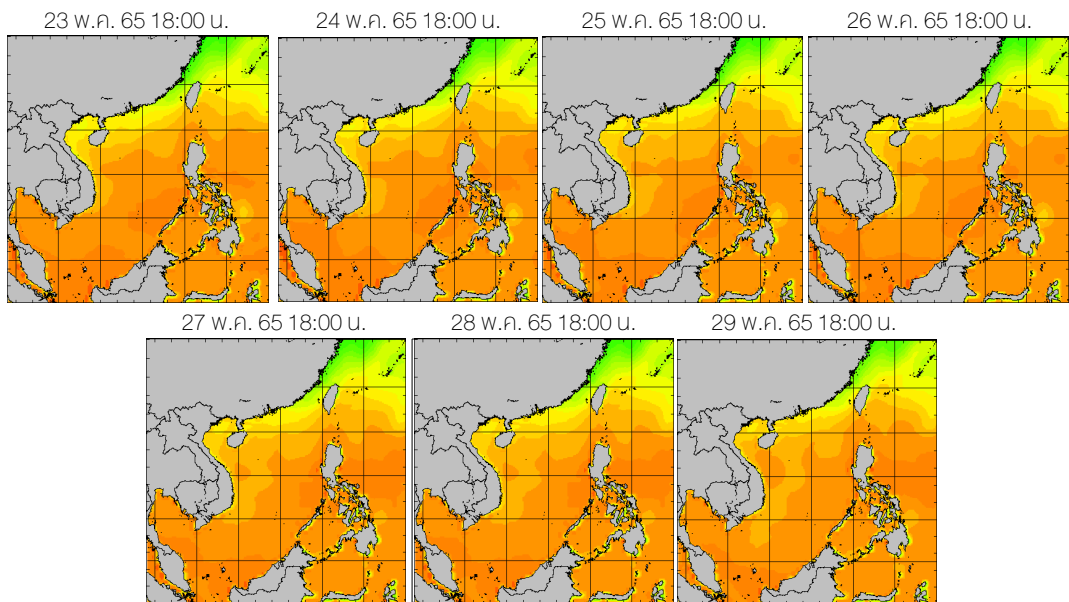 23 พ.ค. 65 18:00 น.
24 พ.ค. 65 18:00 น.
25 พ.ค. 65 18:00 น.
26 พ.ค. 65 18:00 น.
27 พ.ค. 65 18:00 น.
28 พ.ค. 65 18:00 น.
29 พ.ค. 65 18:00 น.